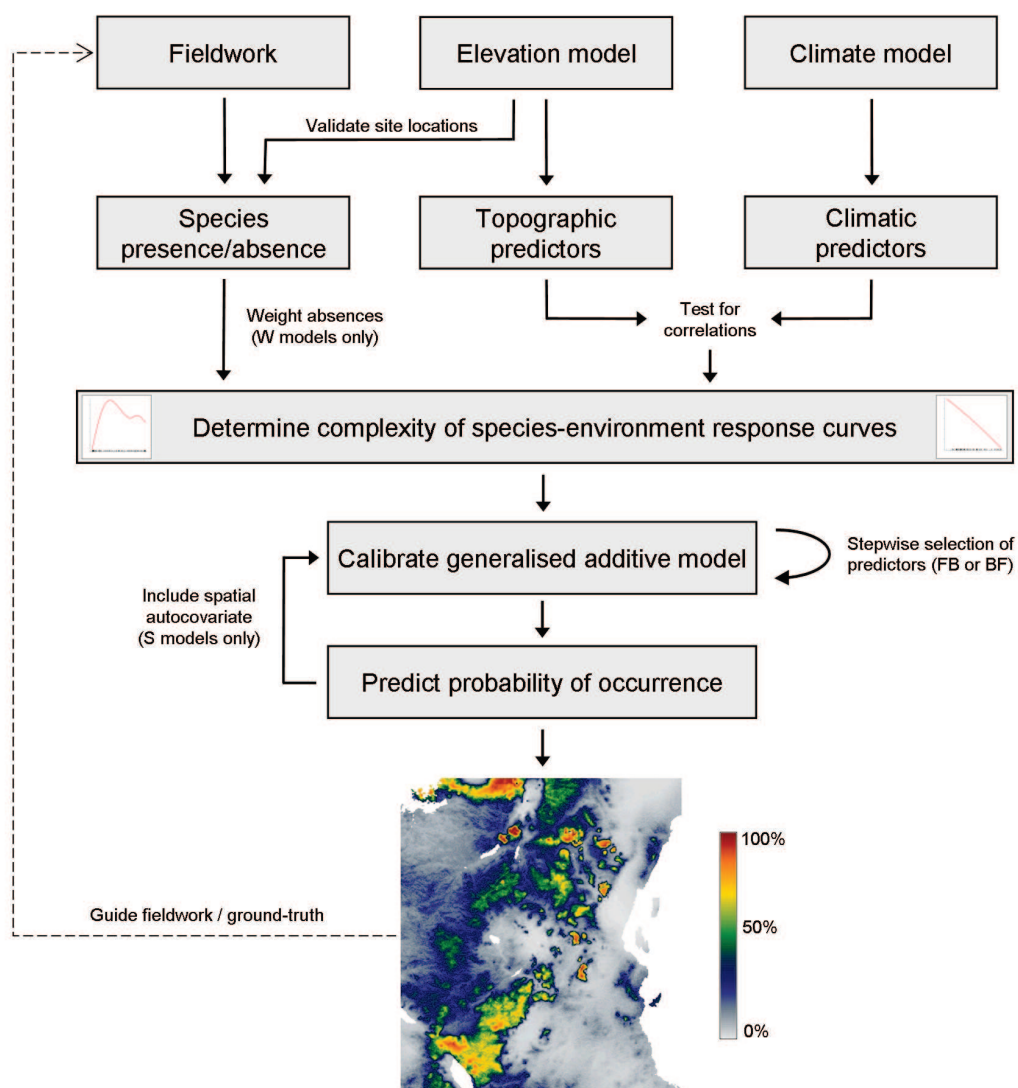 Fieldwork
Elevation model
Climate model
Validate site locations
Species
presence/absence
Topographic
predictors
Climatic
predictors
Weight absences
(W models only)
Test for
correlations
Determine complexity of species-environment response curves
Calibrate generalised additive model
Stepwise selection of
predictors (FB or BF)
Include spatial
autocovariate
(S models only)
Predict probability of occurrence
100%
50%
0%
Guide fieldwork / ground-truth